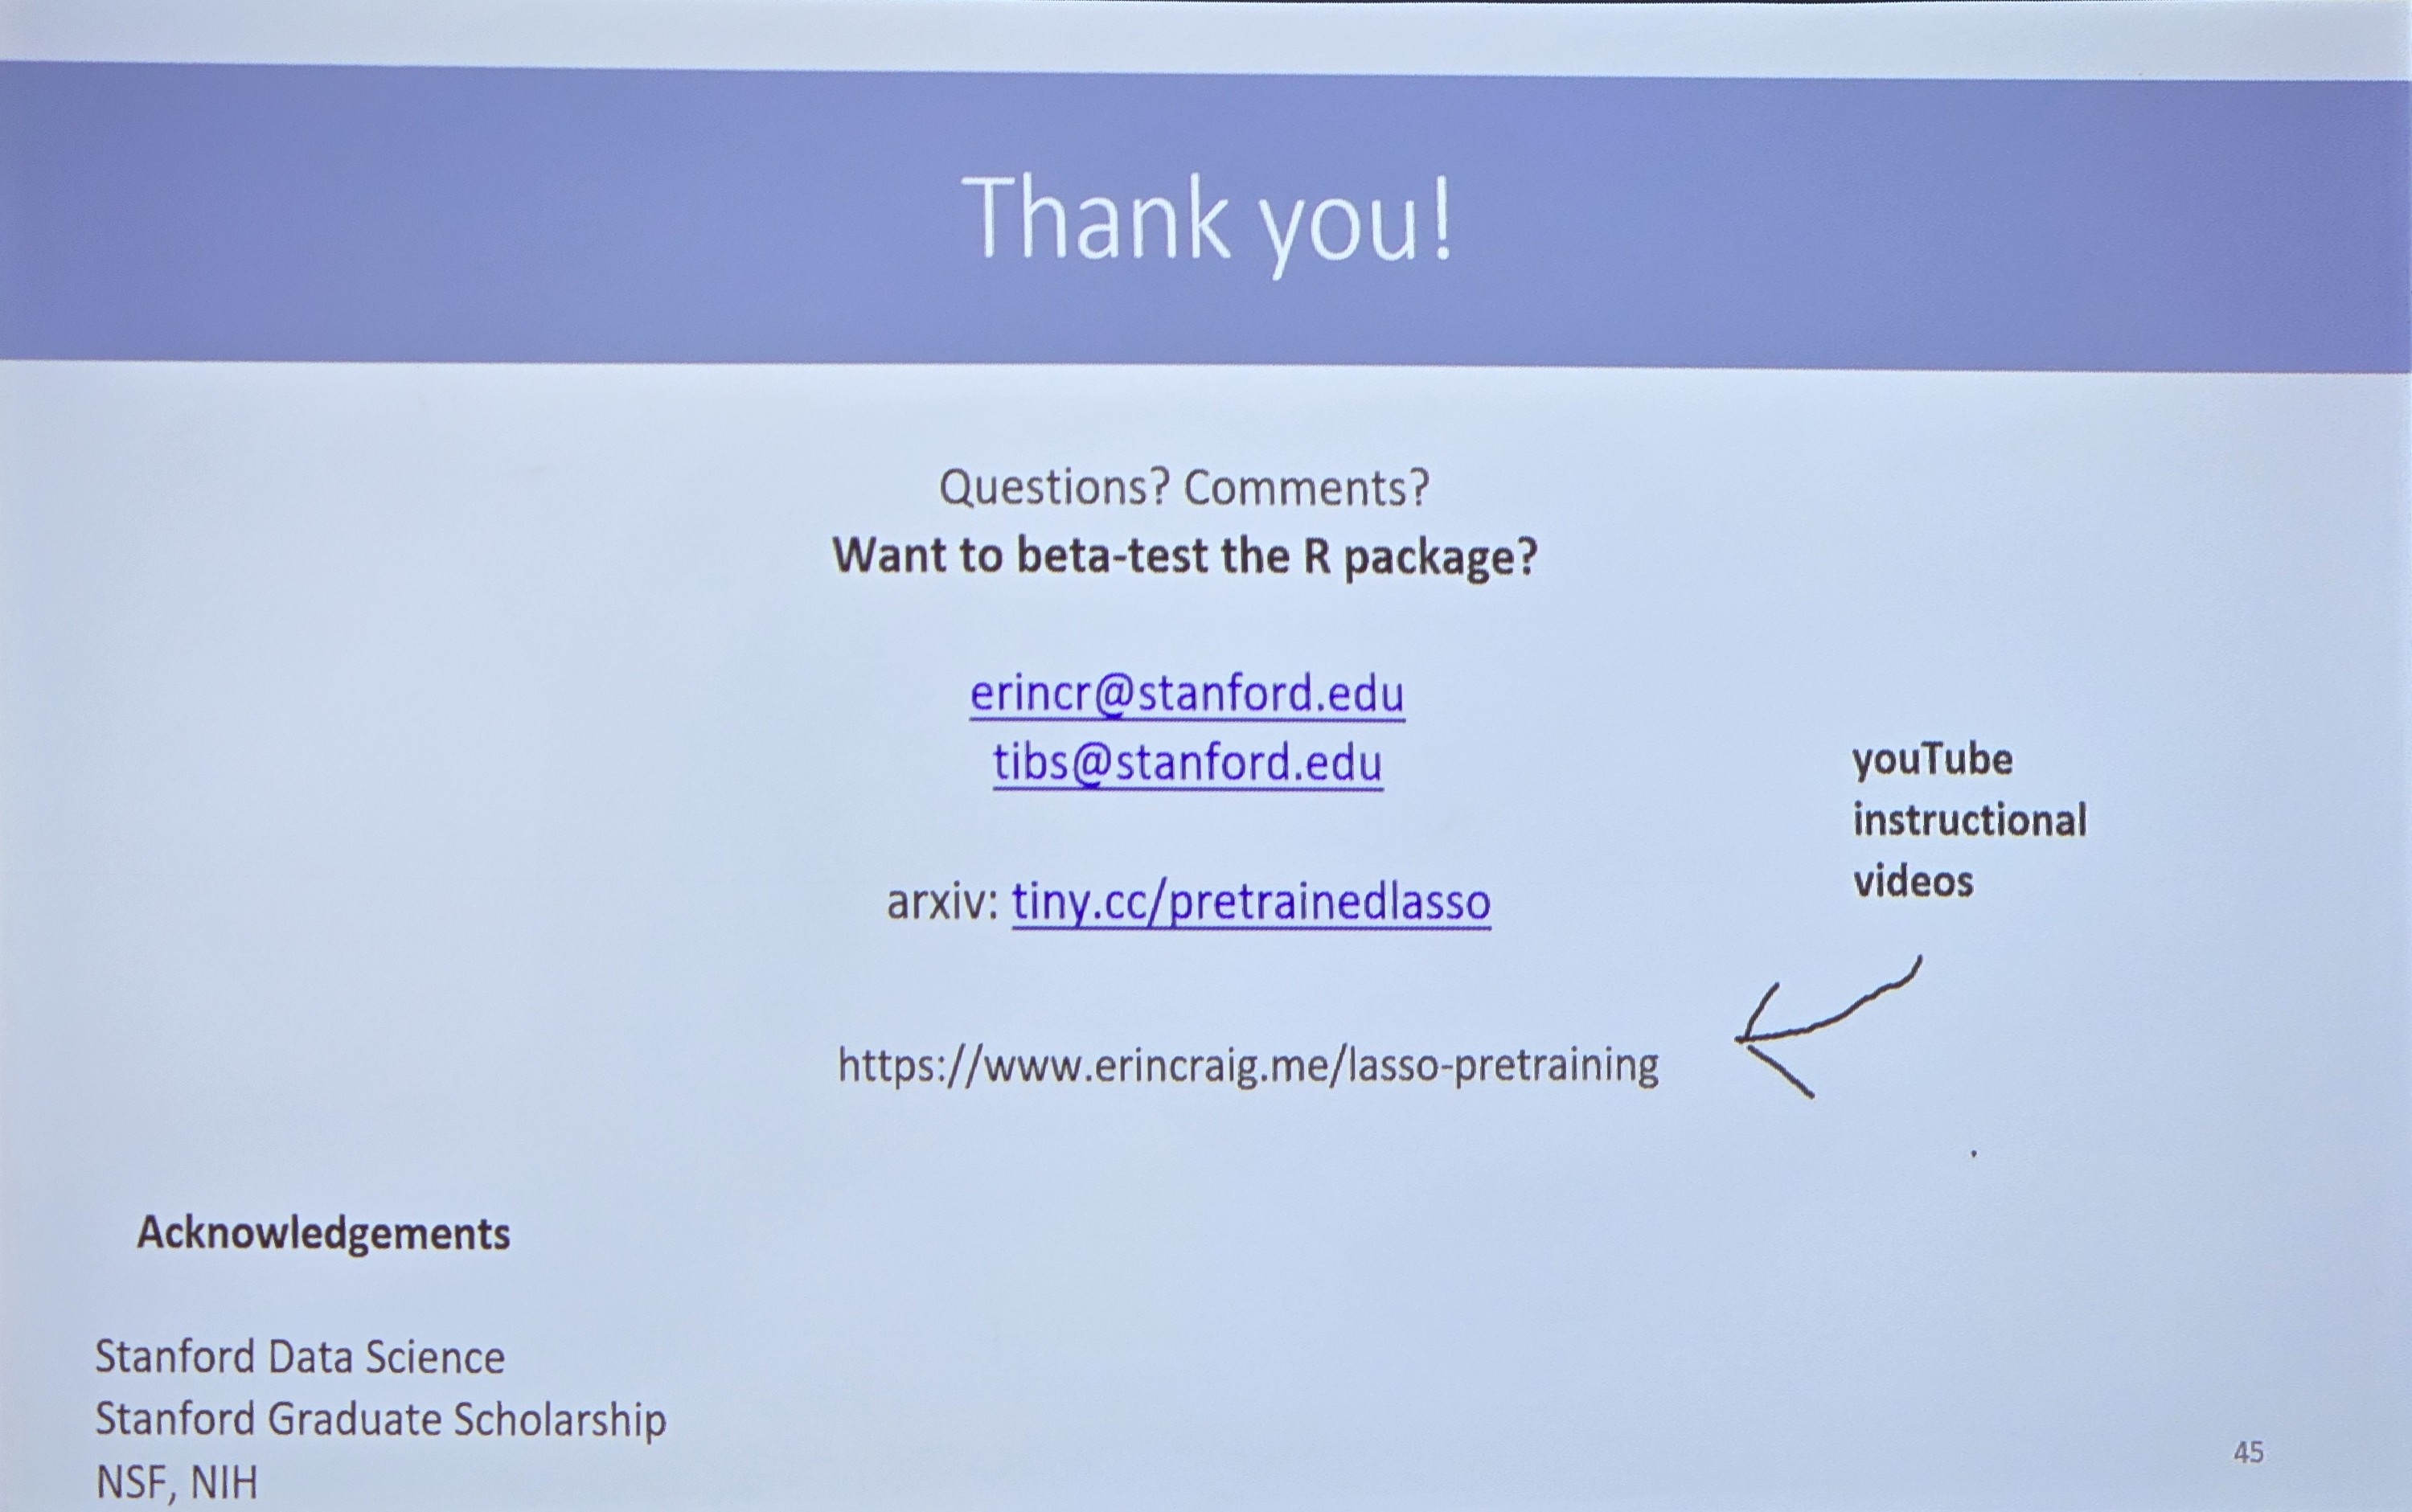 Thank you!
Questions? Comments?
Want to beta-test the R package?
erincr@stanford.edu
tibs@stanford.edu
arxiv: tiny.cc/pretrainedlasso
https://www.erincraig.me/lasso-pretraining
youTube
instructional
videos
Acknowledgements
Stanford Data Science
Stanford Graduate Scholarship
NSF, NIH
45